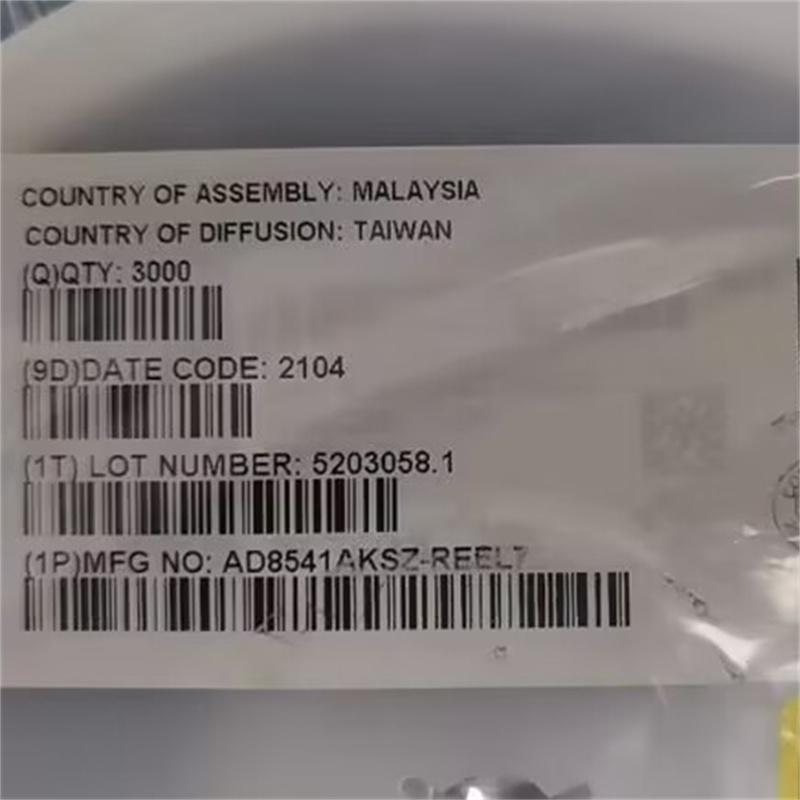 COUNTRY OF ASSEMBLY: MALAYSIA
COUNTRY OF DIFFUSION: TAIWAN
(Q)QTY: 3000
(9D)DATE CODE: 2104
(1T) LOT NUMBER: 5203058.1
(1P)MFG NO: AD8541AKSZ-REEL7